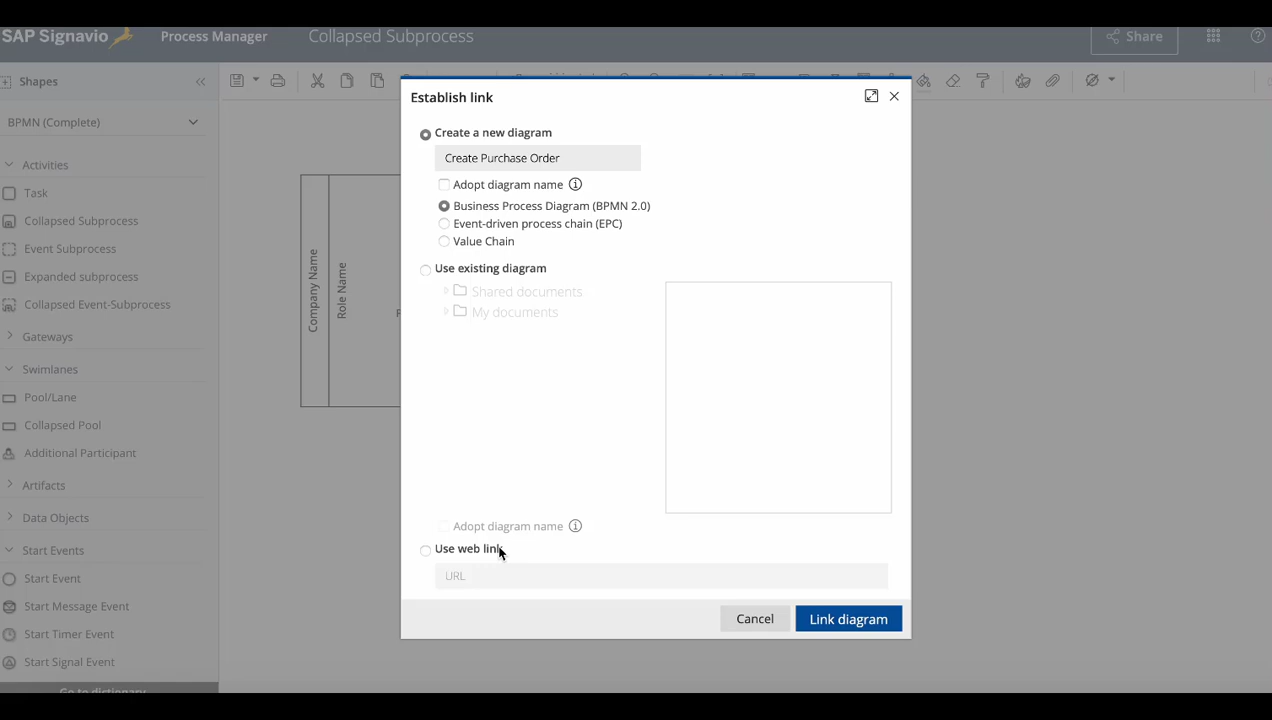 SAP Signavio Process Manager Collapsed Subprocess Share
Shapes
BPMN (Complete)
Activities
Task
Collapsed Subprocess
Event Subprocess
Expanded subprocess
Collapsed Event-Subprocess
Gateways
Swimlanes
Pool/Lane
Collapsed Pool
Additional Participant
Artifacts
Data Objects
Start Events
Start Event
Start Message Event
Start Timer Event
Start Signal Event
Go to dictionary
Company Name
Role Name
Establish link
Create a new diagram
Create Purchase Order
Adopt diagram name
Business Process Diagram (BPMN 2.0)
Event-driven process chain (EPC)
Value Chain
Use existing diagram
Shared documents
My documents
Adopt diagram name
Use web link
URL
Cancel Link diagram